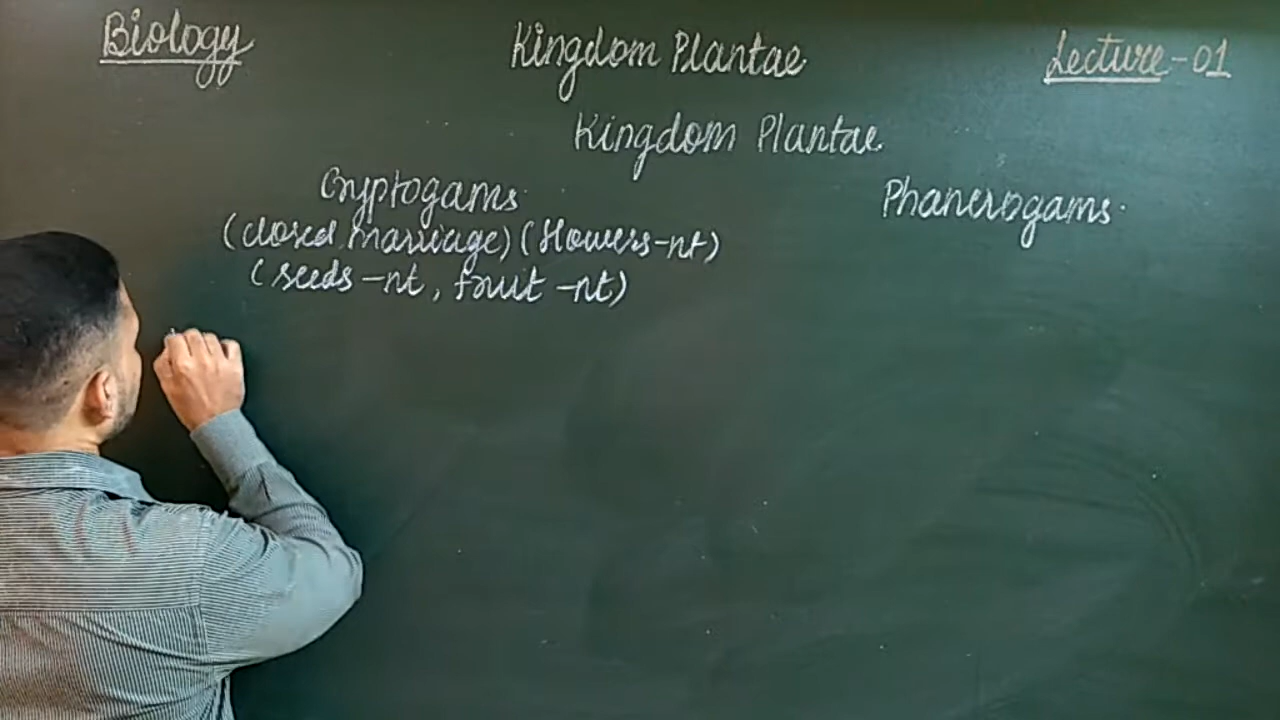 Biology Kingdom Plantae Lecture-01
Kingdom Plantae
Cryptogams Phanerogams
(closed marriage) (flowers-nt)
(seeds-nt, fruit-nt)